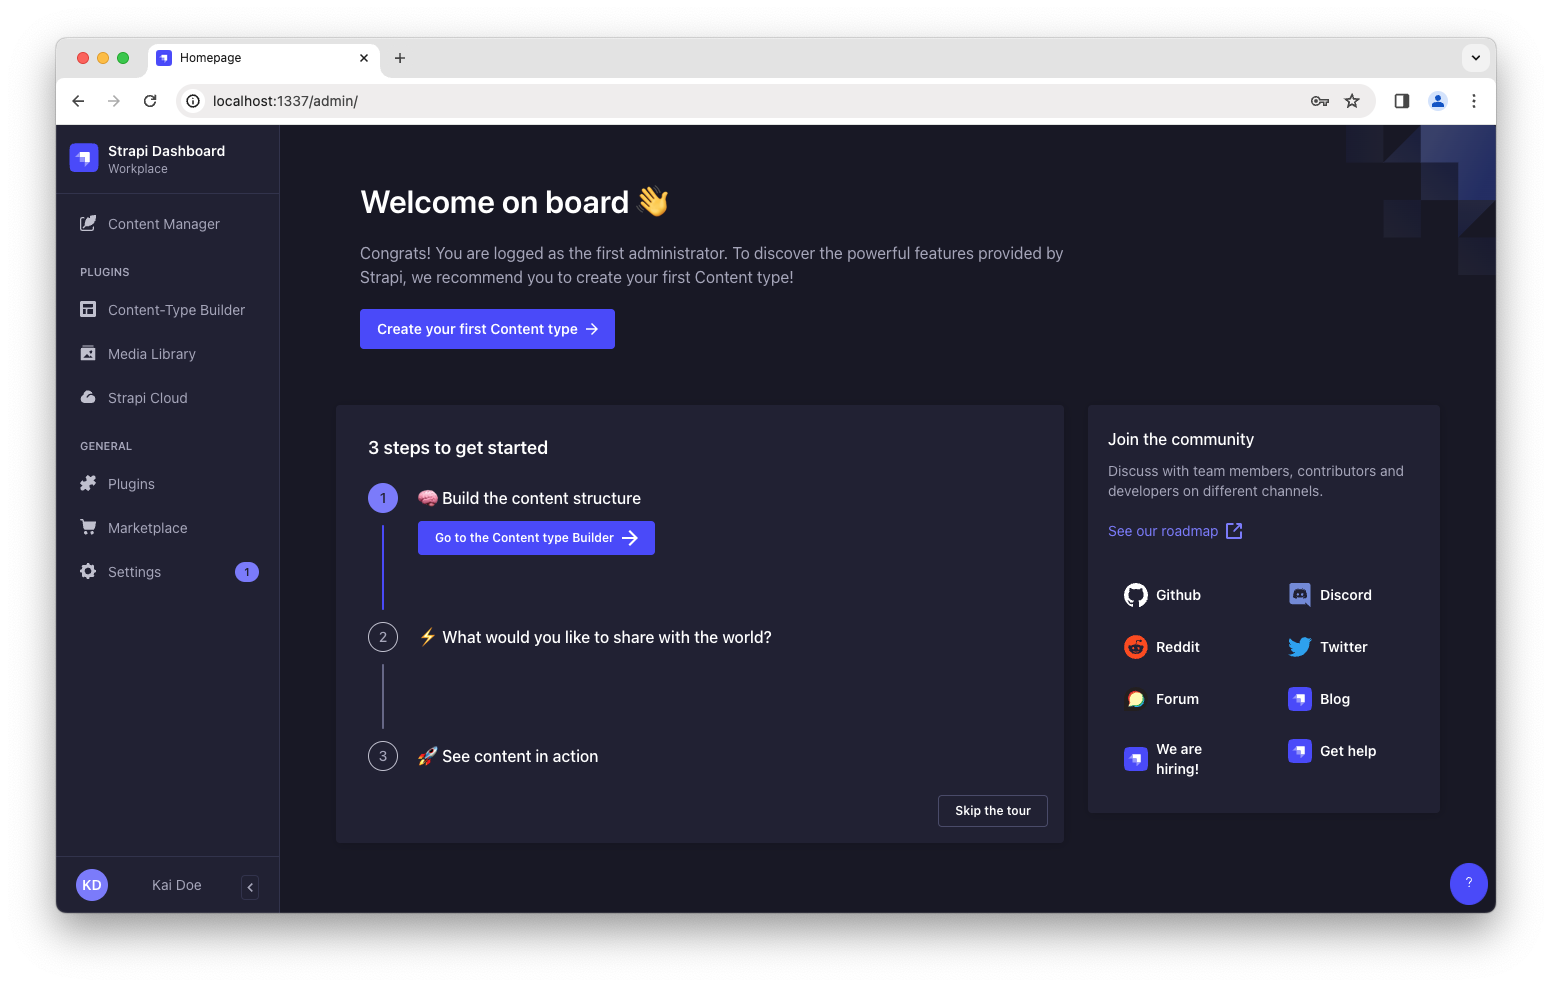 Homepage
localhost:1337/admin/
Strapi Dashboard
Workplace
Content Manager
PLUGINS
Content-Type Builder
Media Library
Strapi Cloud
GENERAL
Plugins
Marketplace
Settings
1
KD
Kai Doe
Welcome on board 👋
Congrats! You are logged as the first administrator. To discover the powerful features provided by
Strapi, we recommend you to create your first Content type!
Create your first Content type
3 steps to get started
1
🧠 Build the content structure
Go to the Content type Builder
2
⚡ What would you like to share with the world?
3
🚀 See content in action
Skip the tour
Join the community
Discuss with team members, contributors and
developers on different channels.
See our roadmap
Github
Discord
Reddit
Twitter
Forum
Blog
We are
hiring!
Get help
?